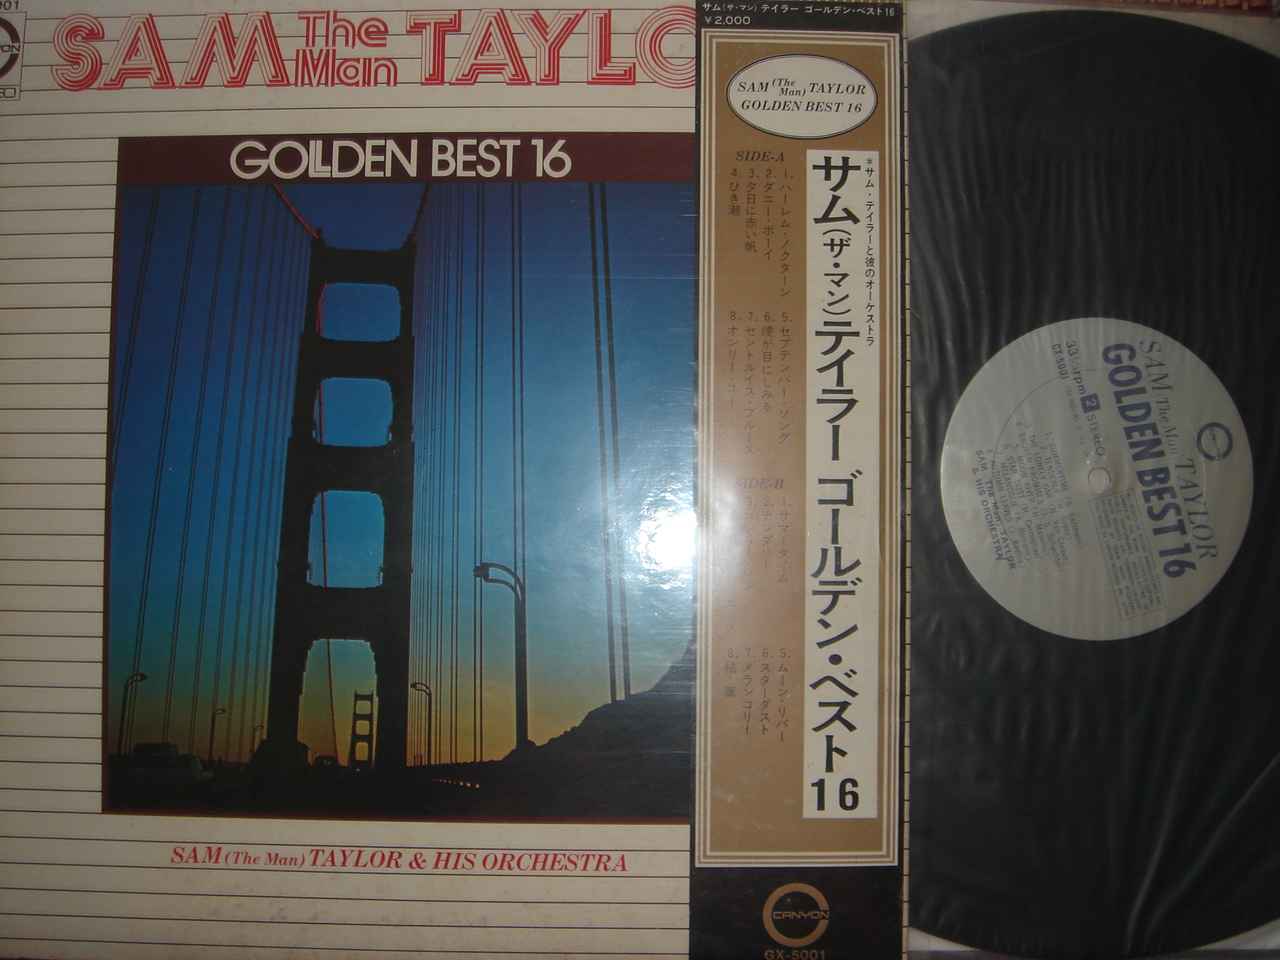 001
CANYON
SAM The Man TAYLO
GOLDEN BEST 16
SAM (The Man) TAYLOR & HIS ORCHESTRA
サム(ザ・マン) テイラー ゴールデン・ベスト16
¥2,000
SAM (The Man) TAYLOR
GOLDEN BEST 16
*サム・テイラーと彼のオーケストラ
サム(ザ・マン)テイラー ゴールデン・ベスト16
SIDE-A
1. ハーレム・ノクターン
2. ダニー・ボーイ
3. 夕日に赤い帆
4. ひき潮
5. セプテンバー・ソング
6. 煙が目にしみる
7. セントルイス・ブルース
8. オンリー・ユー
SIDE-B
1. サマータイム
2. テンダリー
5. ムーン・リバー
6. スターダスト
7. メランコリー
8. 枯葉
CANYON
GX-5001
CANYON
SAM (The Man) TAYLOR
GOLDEN BEST 16
33⅓rpm 2 STEREO
GX-5001
SAM "The Man" TAYLOR
& HIS ORCHESTRA